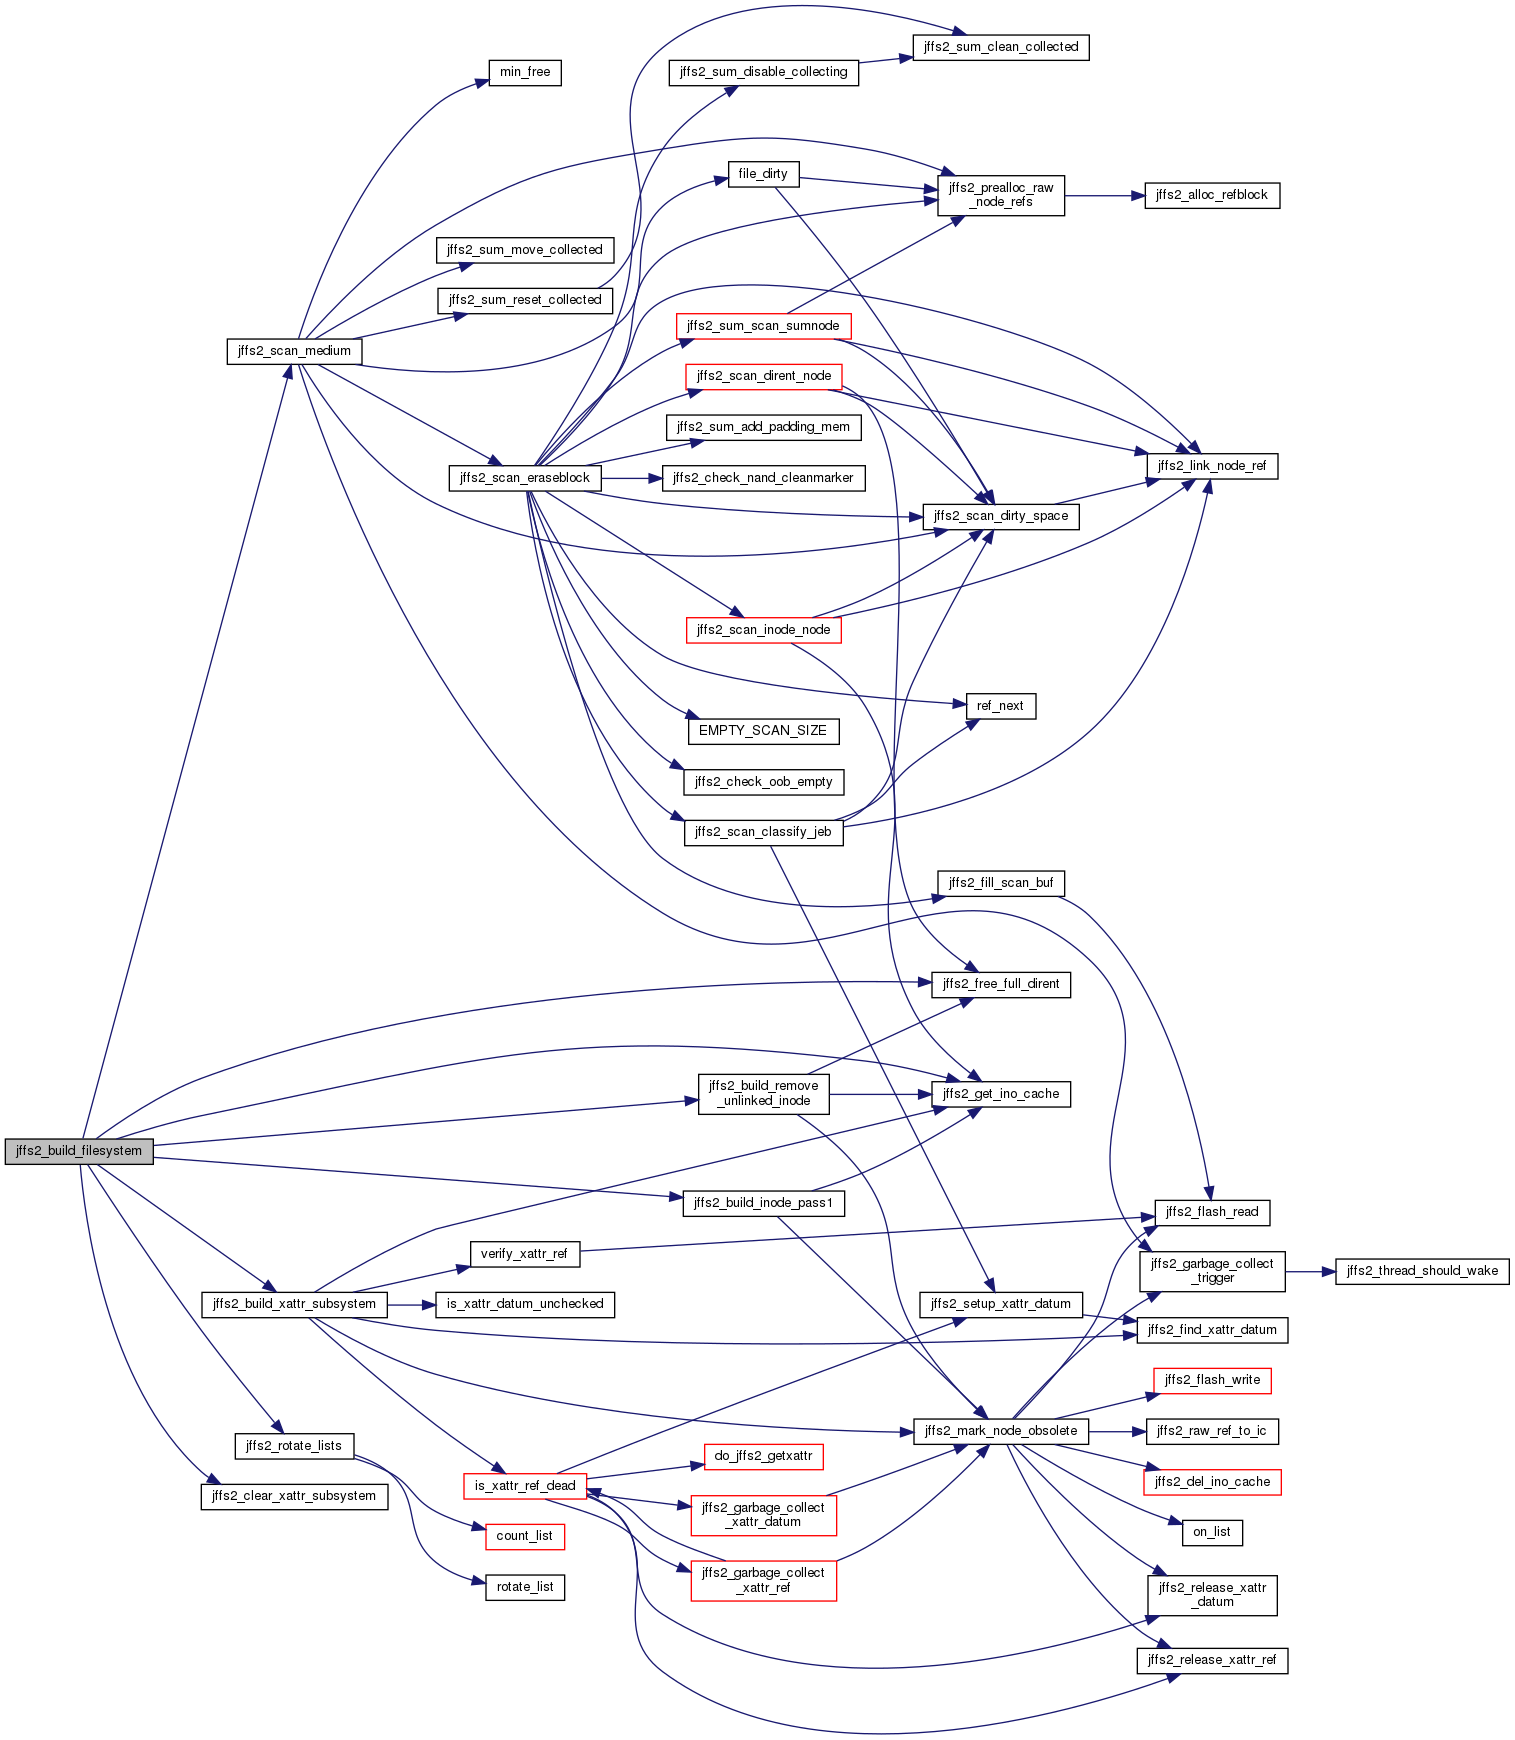 jffs2_sum_clean_collected
min_free
jffs2_sum_disable_collecting
file_dirty
jffs2_prealloc_raw
_node_refs
jffs2_alloc_refblock
jffs2_sum_move_collected
jffs2_sum_reset_collected
jffs2_sum_scan_sumnode
jffs2_scan_medium
jffs2_scan_dirent_node
jffs2_sum_add_padding_mem
jffs2_link_node_ref
jffs2_scan_eraseblock
jffs2_check_nand_cleanmarker
jffs2_scan_dirty_space
jffs2_scan_inode_node
ref_next
EMPTY_SCAN_SIZE
jffs2_check_oob_empty
jffs2_scan_classify_jeb
jffs2_fill_scan_buf
jffs2_free_full_dirent
jffs2_build_remove
_unlinked_inode
jffs2_get_ino_cache
jffs2_build_filesystem
jffs2_build_inode_pass1
jffs2_flash_read
verify_xattr_ref
jffs2_garbage_collect
_trigger
jffs2_thread_should_wake
jffs2_build_xattr_subsystem
is_xattr_datum_unchecked
jffs2_setup_xattr_datum
jffs2_find_xattr_datum
jffs2_flash_write
jffs2_mark_node_obsolete
jffs2_raw_ref_to_ic
jffs2_rotate_lists
do_jffs2_getxattr
jffs2_del_ino_cache
is_xattr_ref_dead
jffs2_clear_xattr_subsystem
jffs2_garbage_collect
_xattr_datum
count_list
on_list
jffs2_garbage_collect
_xattr_ref
rotate_list
jffs2_release_xattr
_datum
jffs2_release_xattr_ref